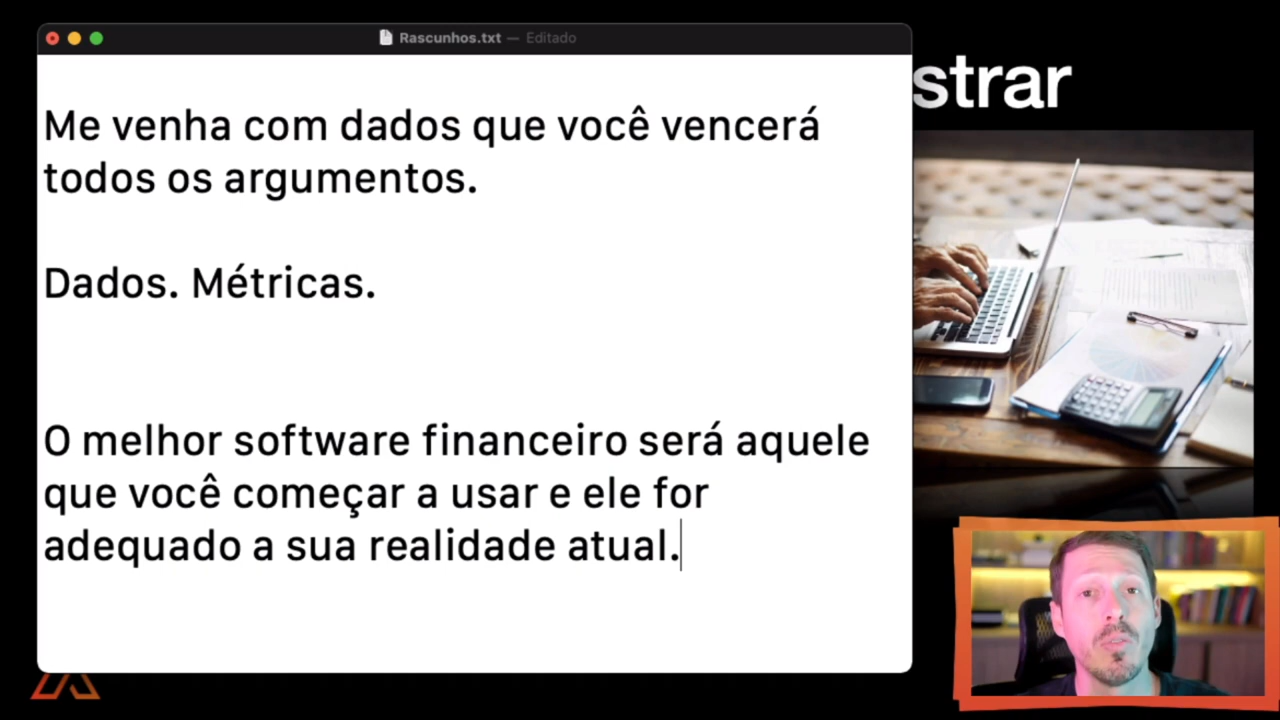 Rascunhos.txt — Editado
strar
Me venha com dados que você vencerá
todos os argumentos.
Dados. Métricas.
O melhor software financeiro será aquele
que você começar a usar e ele for
adequado a sua realidade atual.